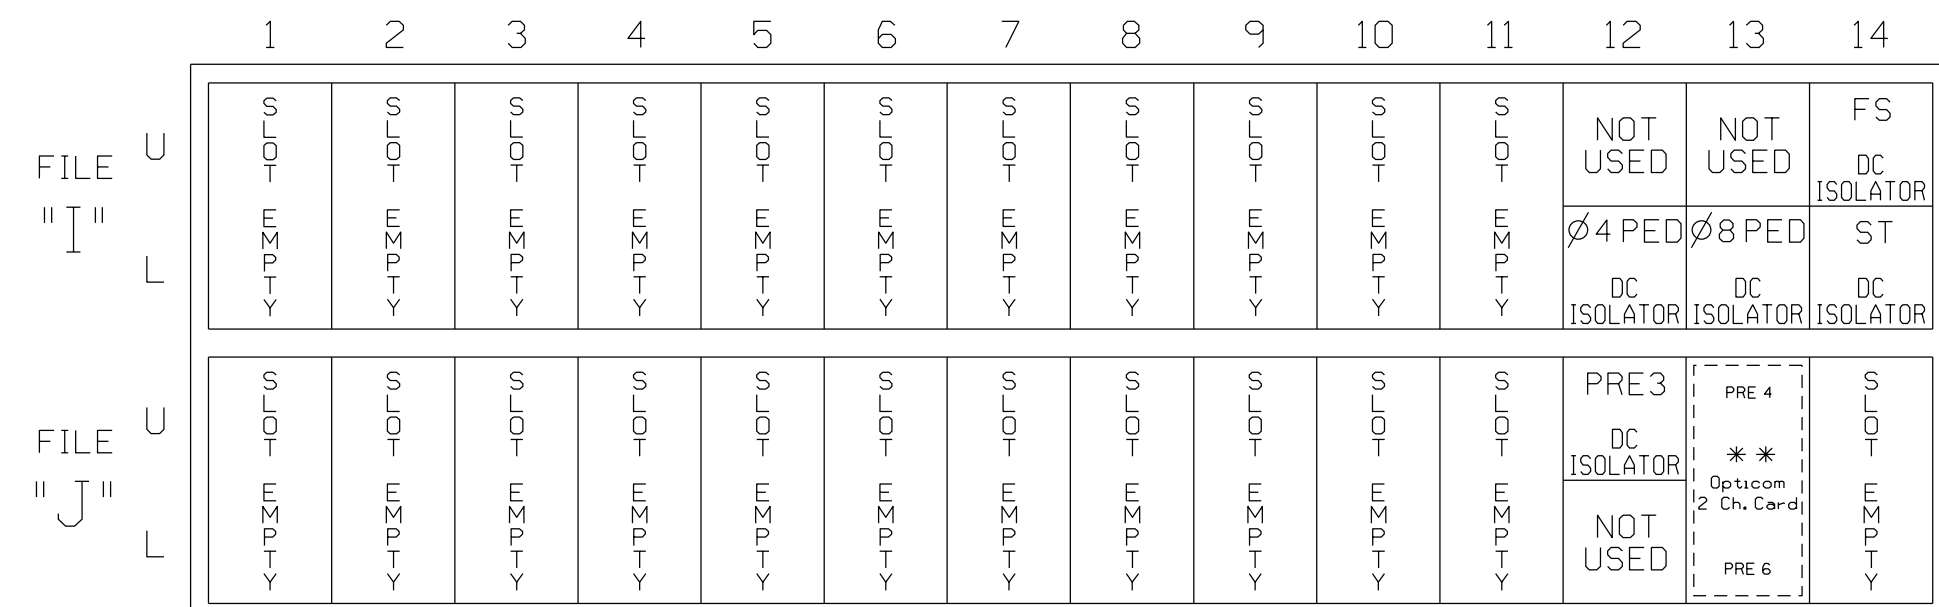 1 2 3 4 5 6 7 8 9 10 11 12 13 14
FILE
"I"
U
L
SLOT EMPTY
SLOT EMPTY
SLOT EMPTY
SLOT EMPTY
SLOT EMPTY
SLOT EMPTY
SLOT EMPTY
SLOT EMPTY
SLOT EMPTY
SLOT EMPTY
SLOT EMPTY
NOT
USED
Ø4 PED
DC
ISOLATOR
NOT
USED
Ø8 PED
DC
ISOLATOR
FS
DC
ISOLATOR
ST
DC
ISOLATOR
FILE
"J"
U
L
SLOT EMPTY
SLOT EMPTY
SLOT EMPTY
SLOT EMPTY
SLOT EMPTY
SLOT EMPTY
SLOT EMPTY
SLOT EMPTY
SLOT EMPTY
SLOT EMPTY
SLOT EMPTY
PRE3
DC
ISOLATOR
NOT
USED
PRE 4
**
Opticom
2 Ch. Card
PRE 6
SLOT EMPTY